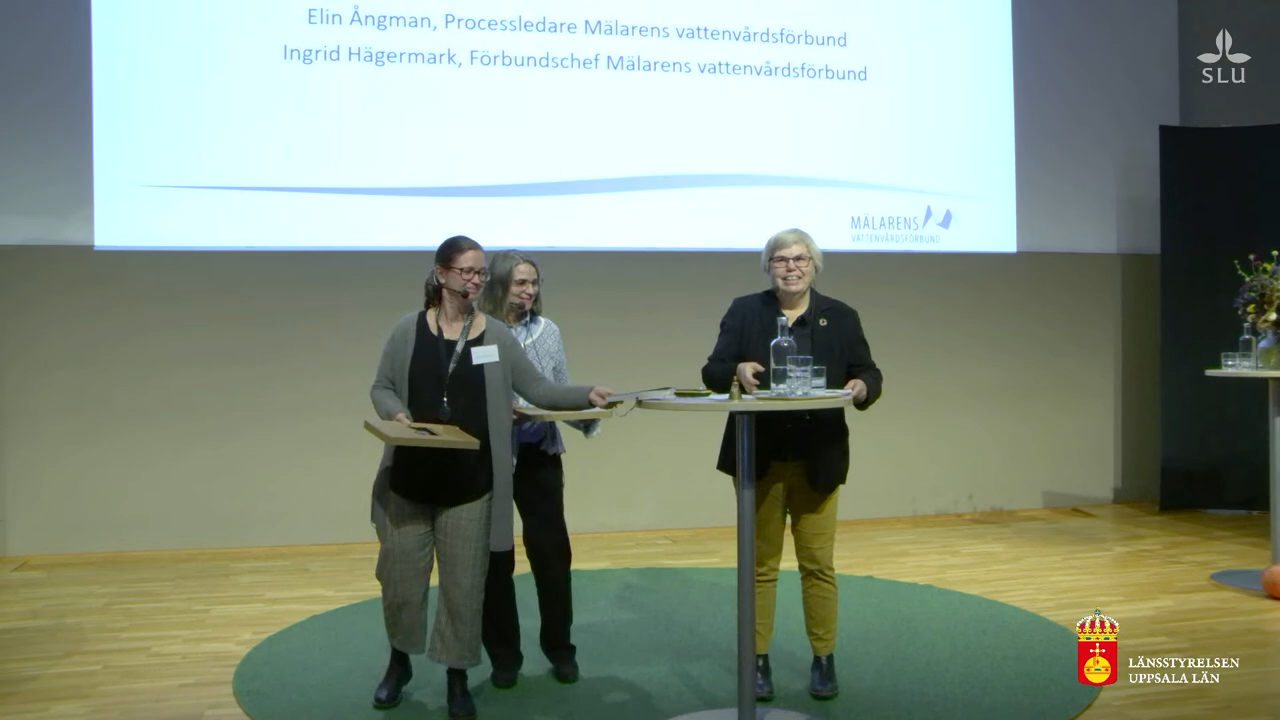 Elin Ångman, Processledare Mälarens vattenvårdsförbund
Ingrid Hägermark, Förbundschef Mälarens vattenvårdsförbund
SLU
MÄLARENS
VATTENVÅRDSFÖRBUND
LÄNSSTYRELSEN
UPPSALA LÄN